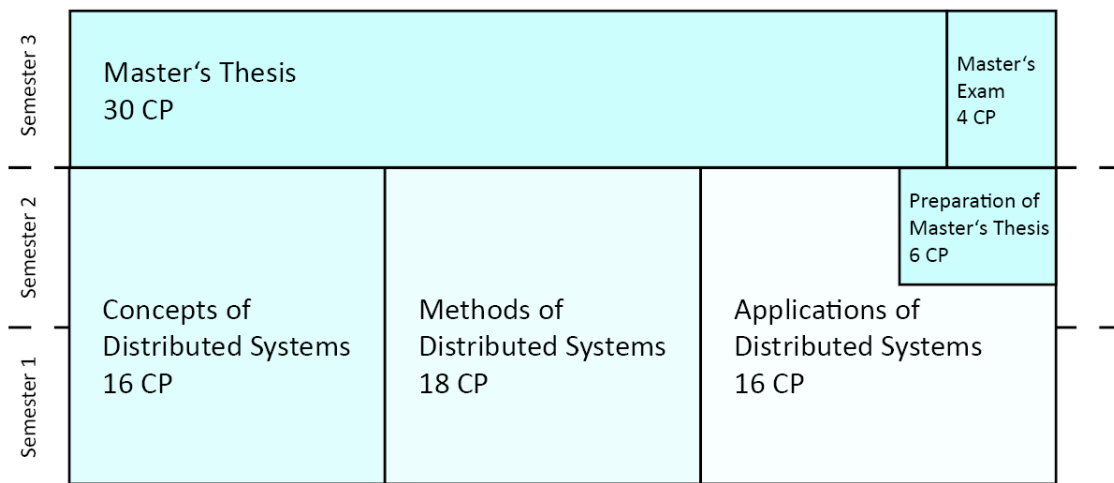 Semester 3
Master‘s Thesis
30 CP
Master‘s
Exam
4 CP
Semester 2
Preparation of
Master‘s Thesis
6 CP
Concepts of
Distributed Systems
16 CP
Methods of
Distributed Systems
18 CP
Applications of
Distributed Systems
16 CP
Semester 1